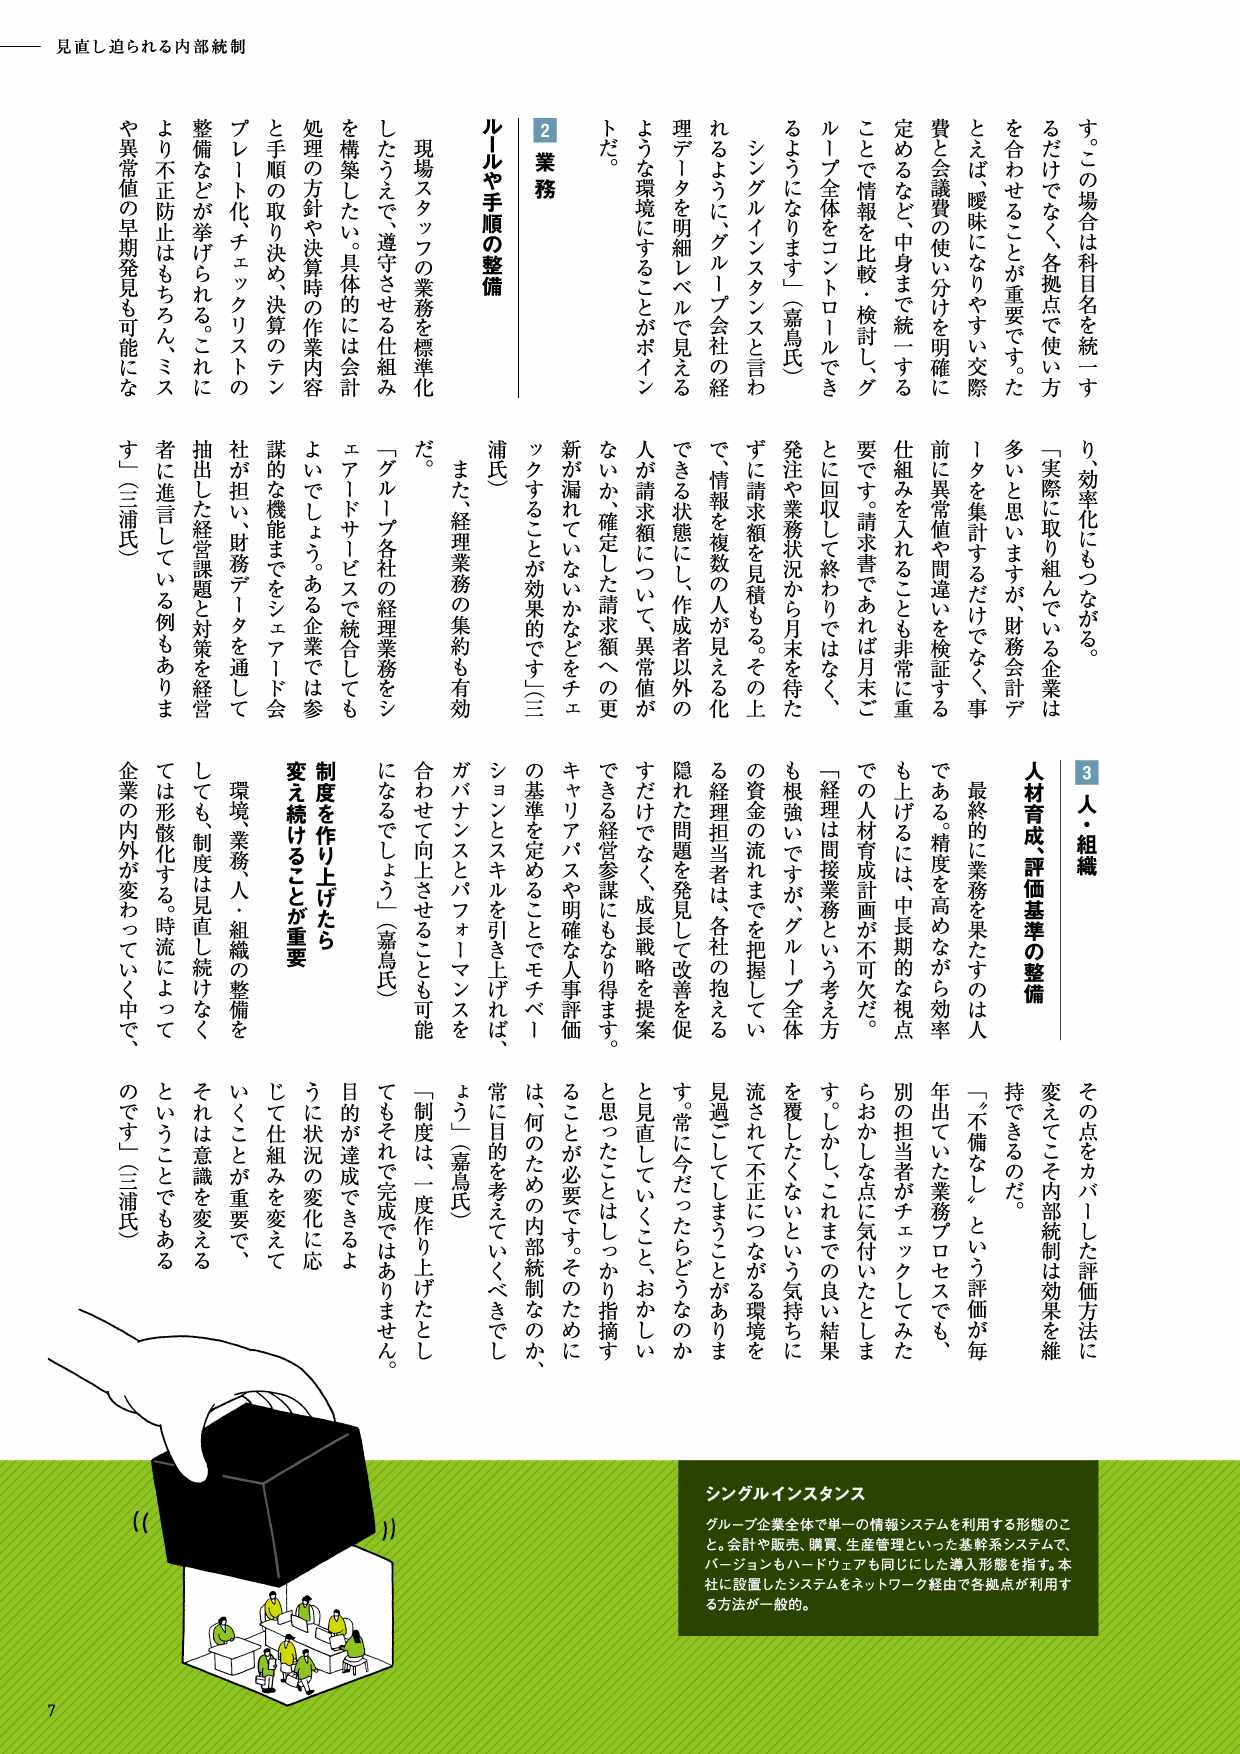 見直し迫られる内部統制
す。この場合は科目名を統一す
るだけでなく、各拠点で使い方
を合わせることが重要です。た
とえば、曖昧になりやすい交際
費と会議費の使い分けを明確に
定めるなど、中身まで統一する
ことで情報を比較・検討し、グ
ループ全体をコントロールでき
るようになります」（嘉鳥氏）
シングルインスタンスと言わ
れるように、グループ会社の経
理データを明細レベルで見える
ような環境にすることがポイン
トだ。
2 業務
ルールや手順の整備
現場スタッフの業務を標準化
したうえで、遵守させる仕組み
を構築したい。具体的には会計
処理の方針や決算時の作業内容
と手順の取り決め、決算のテン
プレート化、チェックリストの
整備などが挙げられる。これに
より不正防止はもちろん、ミス
や異常値の早期発見も可能にな
り、効率化にもつながる。
「実際に取り組んでいる企業は
多いと思いますが、財務会計デ
ータを集計するだけでなく、事
前に異常値や間違いを検証する
仕組みを入れることも非常に重
要です。請求書であれば月末ご
とに回収して終わりではなく、
発注や業務状況から月末を待た
ずに請求額を見積もる。その上
で、情報を複数の人が見える化
できる状態にし、作成者以外の
人が請求額について、異常値が
ないか、確定した請求額への更
新が漏れていないかなどをチェ
ックすることが効果的です」（三
浦氏）
また、経理業務の集約も有効
だ。
「グループ各社の経理業務をシ
ェアードサービスで統合しても
よいでしょう。ある企業では参
謀的な機能までをシェアード会
社が担い、財務データを通して
抽出した経営課題と対策を経営
者に進言している例もありま
す」（三浦氏）
3 人・組織
人材育成、評価基準の整備
最終的に業務を果たすのは人
である。精度を高めながら効率
も上げるには、中長期的な視点
での人材育成計画が不可欠だ。
「経理は間接業務という考え方
も根強いですが、グループ全体
の資金の流れまでを把握してい
る経理担当者は、各社の抱える
隠れた問題を発見して改善を促
すだけでなく、成長戦略を提案
できる経営参謀にもなり得ます。
キャリアパスや明確な人事評価
の基準を定めることでモチベー
ションとスキルを引き上げれば、
ガバナンスとパフォーマンスを
合わせて向上させることも可能
になるでしょう」（嘉鳥氏）
制度を作り上げたら
変え続けることが重要
環境、業務、人・組織の整備を
しても、制度は見直し続けなく
ては形骸化する。時流によって
企業の内外が変わっていく中で、
その点をカバーした評価方法に
変えてこそ内部統制は効果を維
持できるのだ。
「〝不備なし〟という評価が毎
年出ていた業務プロセスでも、
別の担当者がチェックしてみた
らおかしな点に気付いたとしま
す。しかし、これまでの良い結果
を覆したくないという気持ちに
流されて不正につながる環境を
見過ごしてしまうことがありま
す。常に今だったらどうなのか
と見直していくこと、おかしい
と思ったことはしっかり指摘す
ることが必要です。そのために
は、何のための内部統制なのか、
常に目的を考えていくべきでし
ょう」（嘉鳥氏）
「制度は、一度作り上げたとし
てもそれで完成ではありません。
目的が達成できるよ
うに状況の変化に応
じて仕組みを変えて
いくことが重要で、
それは意識を変える
ということでもある
のです」（三浦氏）
シングルインスタンス
グループ企業全体で単一の情報システムを利用する形態のこ
と。会計や販売、購買、生産管理といった基幹系システムで、
バージョンもハードウェアも同じにした導入形態を指す。本
社に設置したシステムをネットワーク経由で各拠点が利用す
る方法が一般的。
7